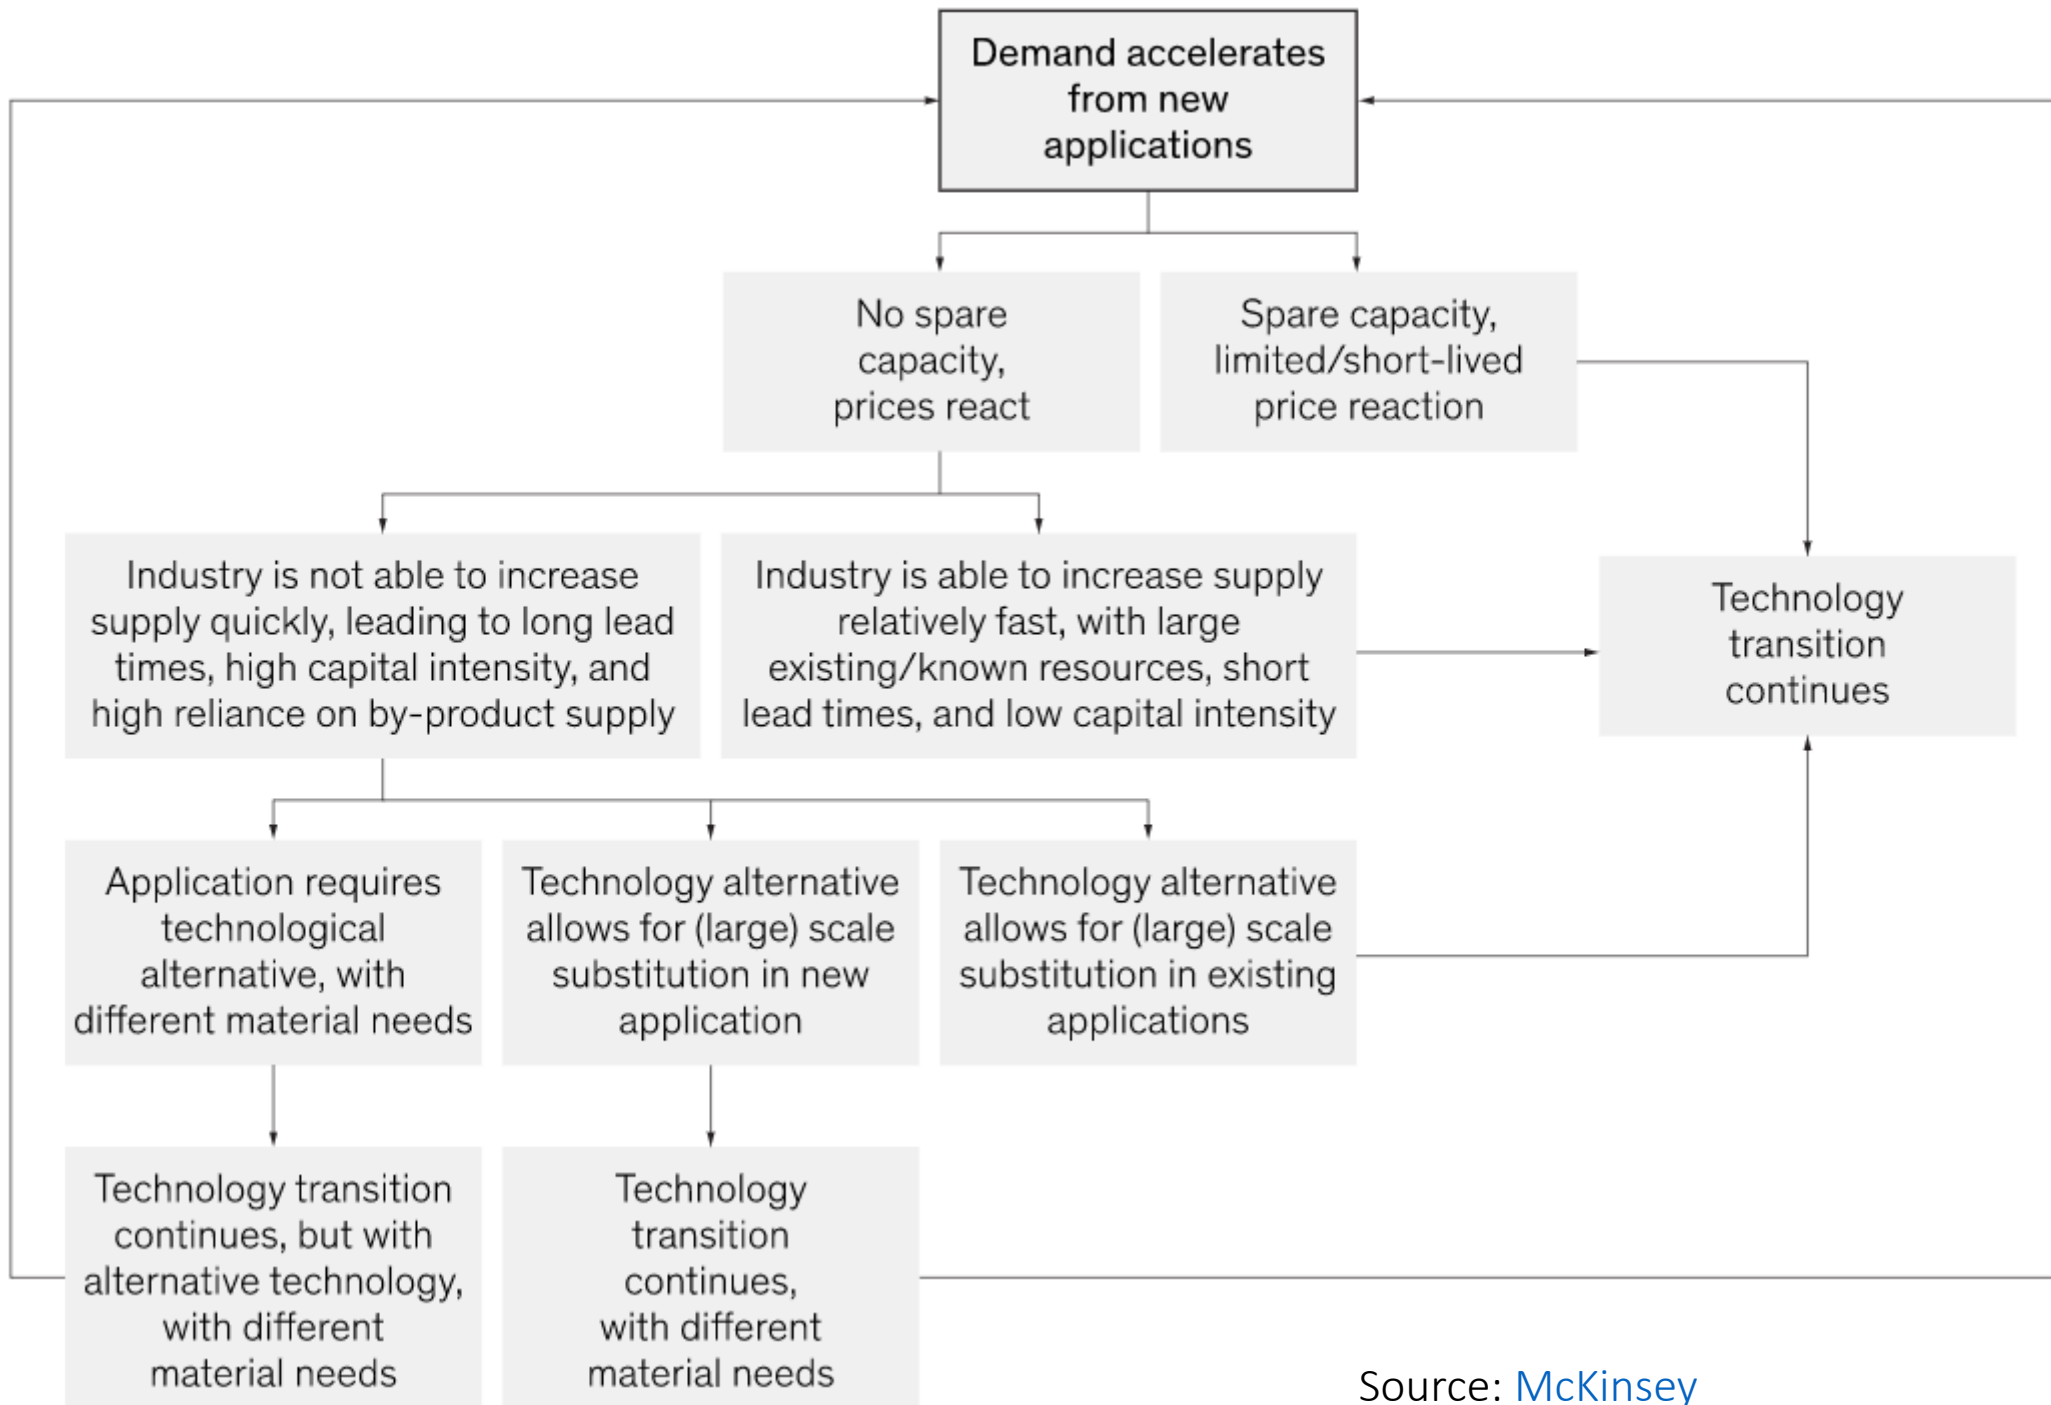 Demand accelerates
from new
applications
No spare
capacity,
prices react
Spare capacity,
limited/short-lived
price reaction
Industry is not able to increase
supply quickly, leading to long lead
times, high capital intensity, and
high reliance on by-product supply
Industry is able to increase supply
relatively fast, with large
existing/known resources, short
lead times, and low capital intensity
Technology
transition
continues
Application requires
technological
alternative, with
different material needs
Technology alternative
allows for (large) scale
substitution in new
application
Technology alternative
allows for (large) scale
substitution in existing
applications
Technology transition
continues, but with
alternative technology,
with different
material needs
Technology
transition
continues,
with different
material needs
Source: McKinsey